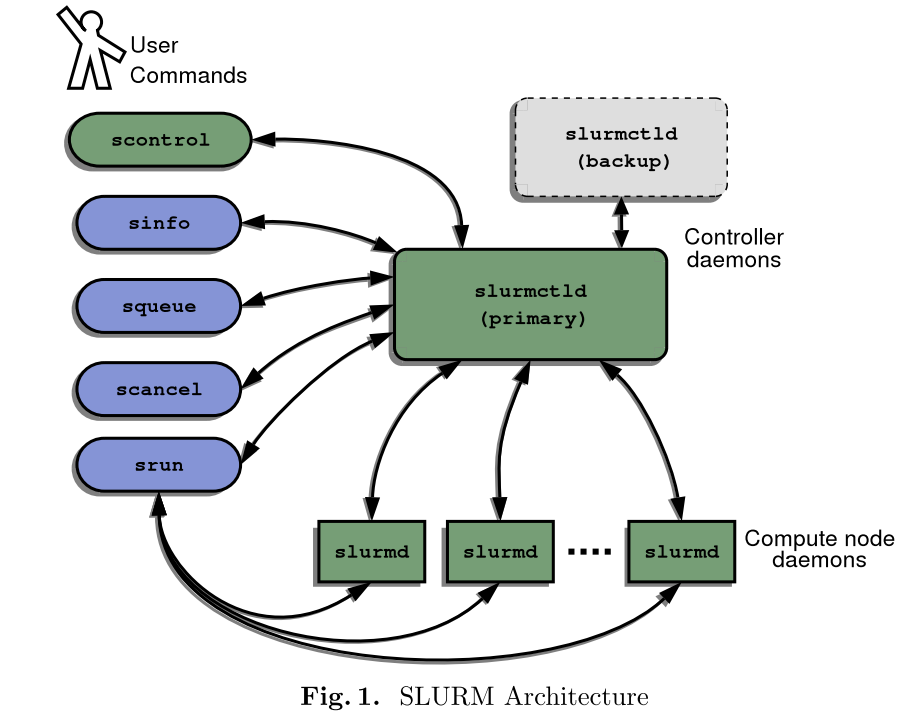 User
Commands
scontrol
slurmctld
(backup)
sinfo
Controller
daemons
squeue
slurmctld
(primary)
scancel
srun
slurmd
slurmd
slurmd
Compute node
daemons
Fig. 1. SLURM Architecture